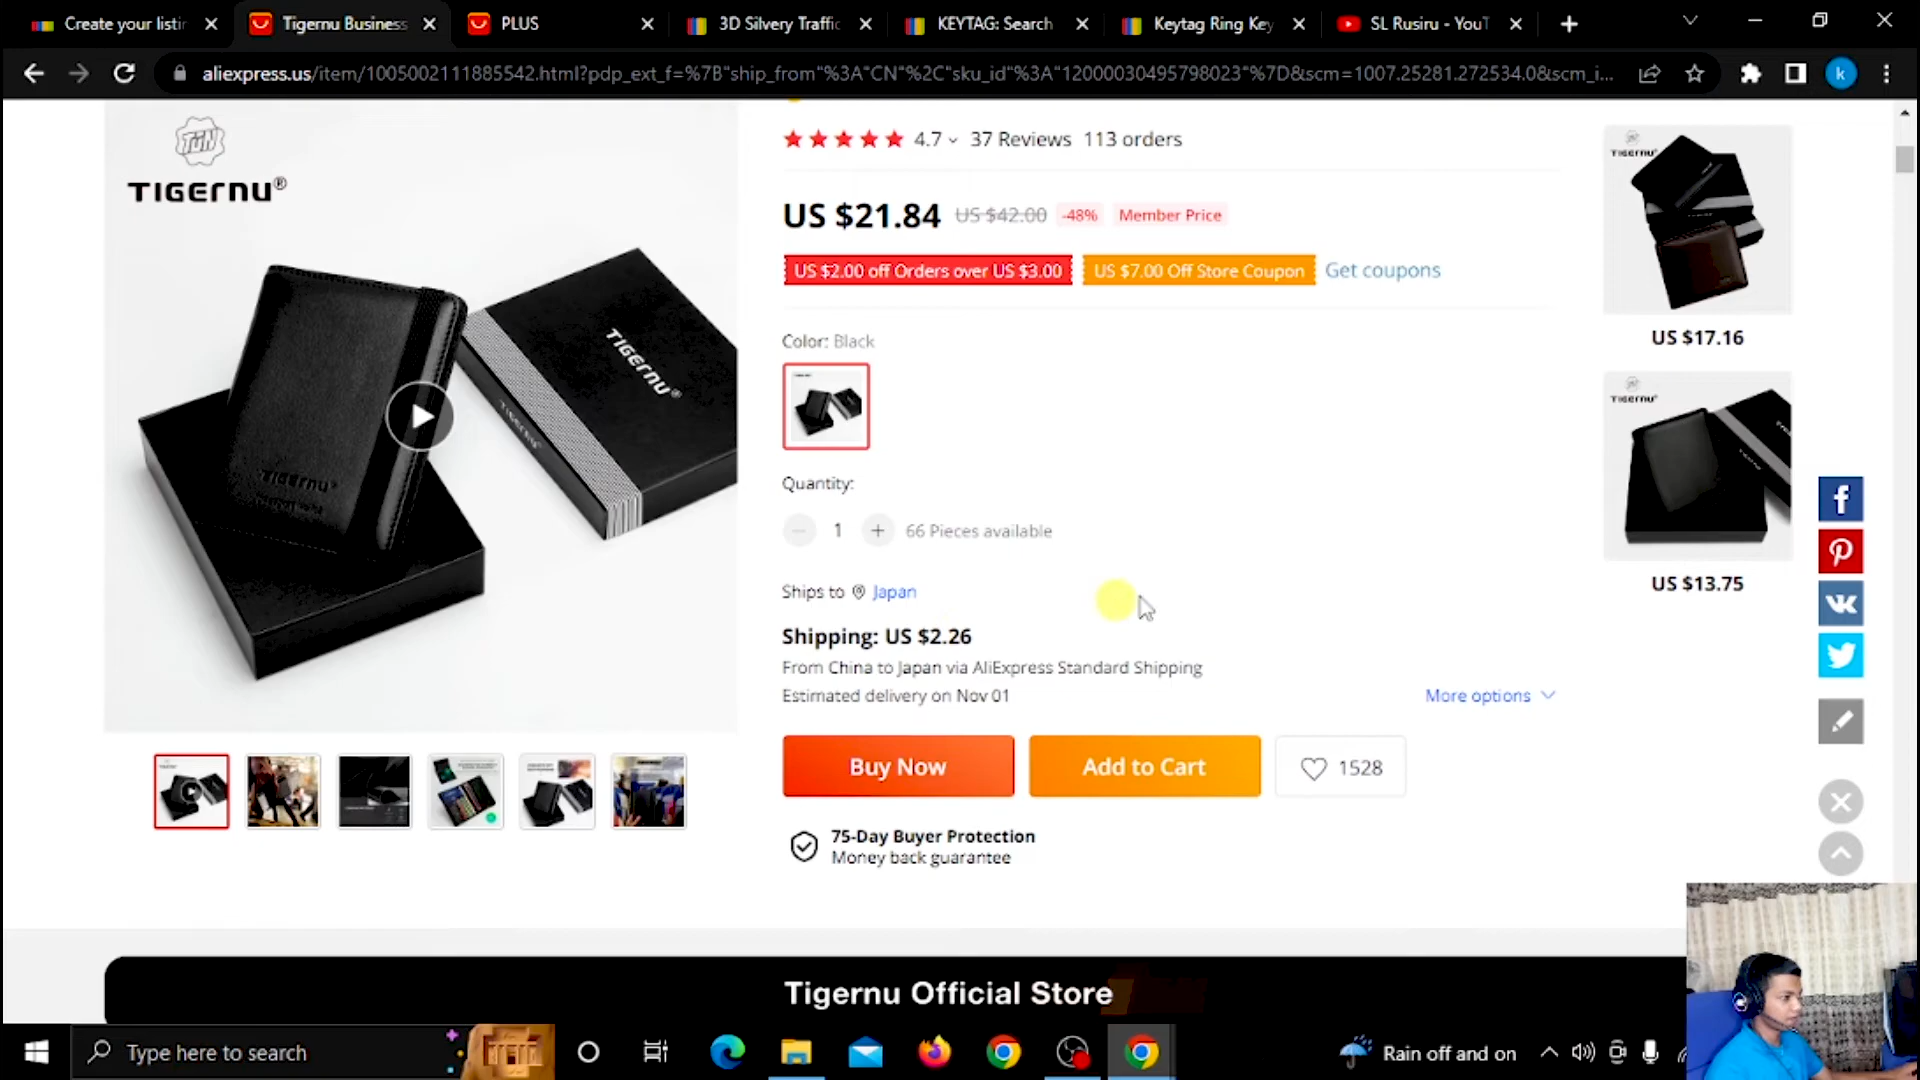 Create your listin
Tigernu Business
PLUS
3D Silvery Traffic
KEYTAG: Search
Keytag Ring Key
SL Rusiru - YouT
aliexpress.us/item/1005002111885542.html?pdp_ext_f=%7B"ship_from"%3A"CN"%2C"sku_id"%3A"12000030495798023"%7D&scm=1007.25281.272534.0&scm_i...
k
TIGERNU®
4.7
37 Reviews
113 orders
US $21.84
US $42.00
-48%
Member Price
US $2.00 off Orders over US $3.00
US $7.00 Off Store Coupon
Get coupons
Color: Black
Quantity:
1
66 Pieces available
Ships to
Japan
Shipping: US $2.26
From China to Japan via AliExpress Standard Shipping
Estimated delivery on Nov 01
More options
Buy Now
Add to Cart
1528
75-Day Buyer Protection
Money back guarantee
TIGERNU®
TIGERNU
TIGERNU
US $17.16
TIGERNU
US $13.75
Tigernu Official Store
Type here to search
Rain off and on